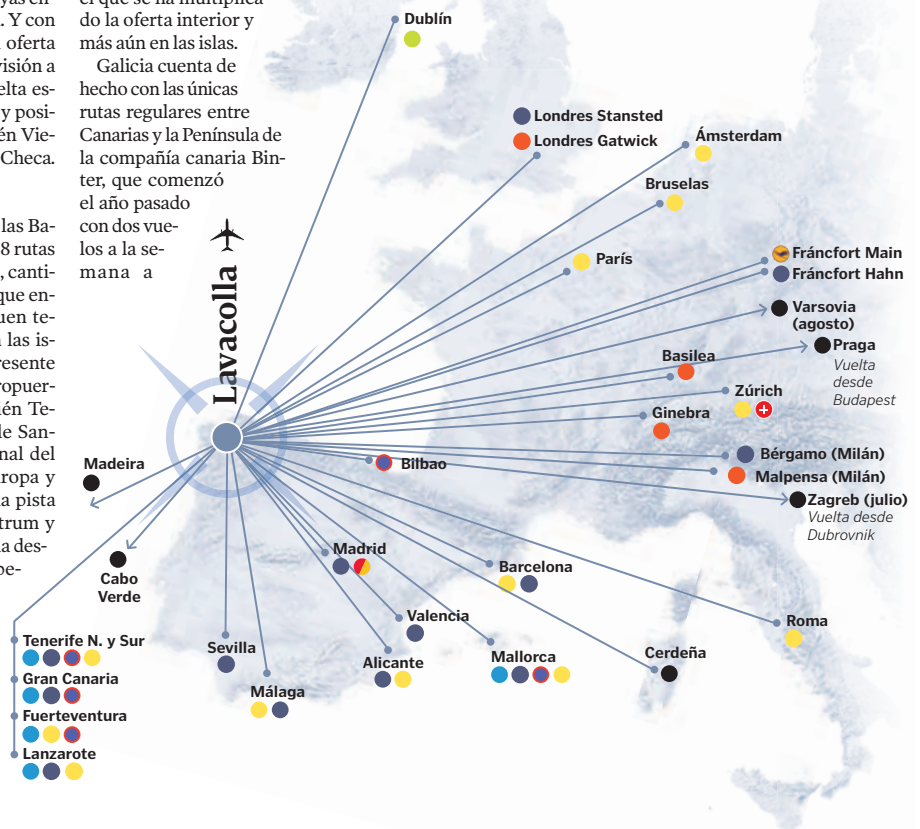 yas en-
. Y con
oferta
visión a
elta es-
y posi-
én Vie-
Checa.
las Ba-
8 rutas
, canti-
que en-
uen te-
las is-
resente
ropuer-
ién Te-
le San-
nal del
uropa y
a pista
trum y
a des-
pe-
el que se ha multiplica-
do la oferta interior y
más aún en las islas.
Galicia cuenta de
hecho con las únicas
rutas regulares entre
Canarias y la Península de
la compañía canaria Bin-
ter, que comenzó
el año pasado
con dos vue-
los a la se-
mana a
Lavacolla
Dublín
Londres Stansted
Londres Gatwick
Ámsterdam
Bruselas
París
Fráncfort Main
Fráncfort Hahn
Varsovia
(agosto)
Praga
Vuelta
desde
Budapest
Basilea
Zúrich
Ginebra
Bérgamo (Milán)
Malpensa (Milán)
Zagreb (julio)
Vuelta desde
Dubrovnik
Bilbao
Madeira
Cabo
Verde
Madrid
Barcelona
Valencia
Roma
Sevilla
Alicante
Mallorca
Cerdeña
Málaga
Tenerife N. y Sur
Gran Canaria
Fuerteventura
Lanzarote